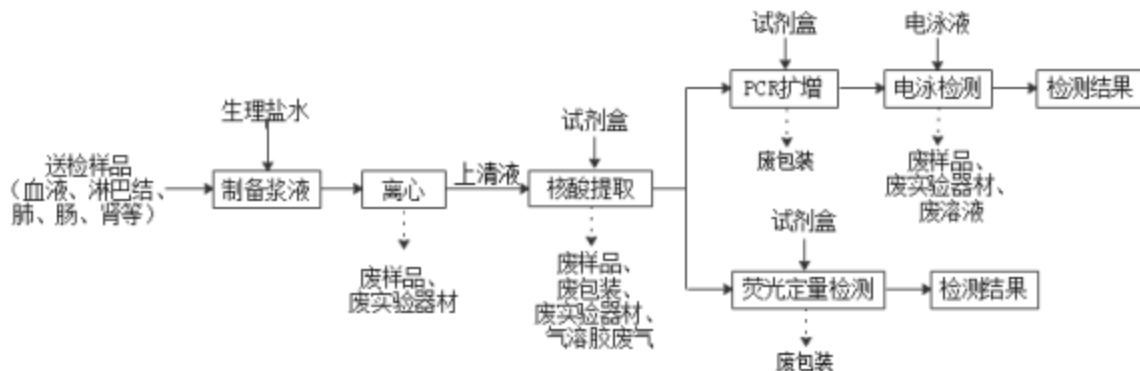 送检样品
（血液、淋巴结、
肺、肠、肾等）
生理盐水
制备浆液
离心
废样品、
废实验器材
上清液
试剂盒
核酸提取
废样品、
废包装、
废实验器材、
气溶胶废气
试剂盒
PCR扩增
废包装
电泳液
电泳检测
废样品、
废实验器材、
废溶液
检测结果
试剂盒
荧光定量检测
废包装
检测结果